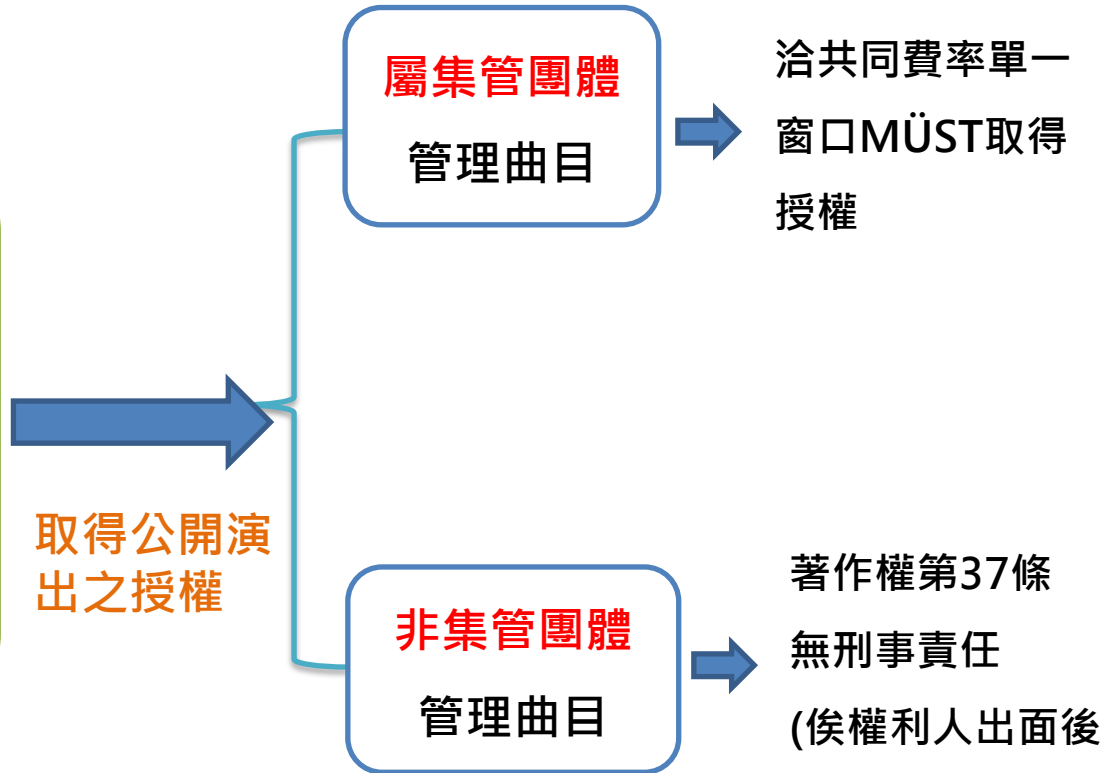 屬集管團體
管理曲目
洽共同費率單一
窗口MÜST取得
授權
取得公開演
出之授權
非集管團體
管理曲目
著作權第37條
無刑事責任
(俟權利人出面後